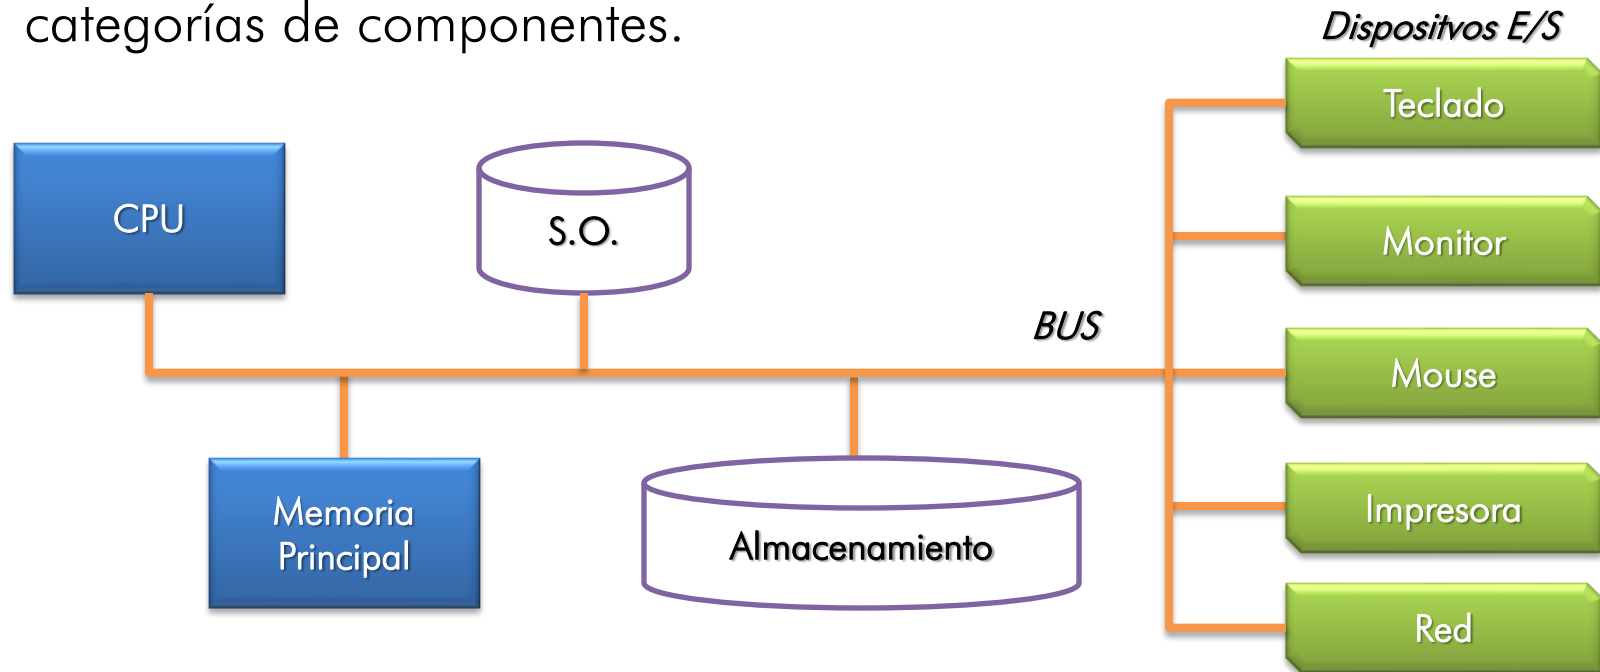 categorías de componentes.
Dispositvos E/S
Teclado
CPU
S.O.
Monitor
BUS
Mouse
Memoria
Principal
Almacenamiento
Impresora
Red